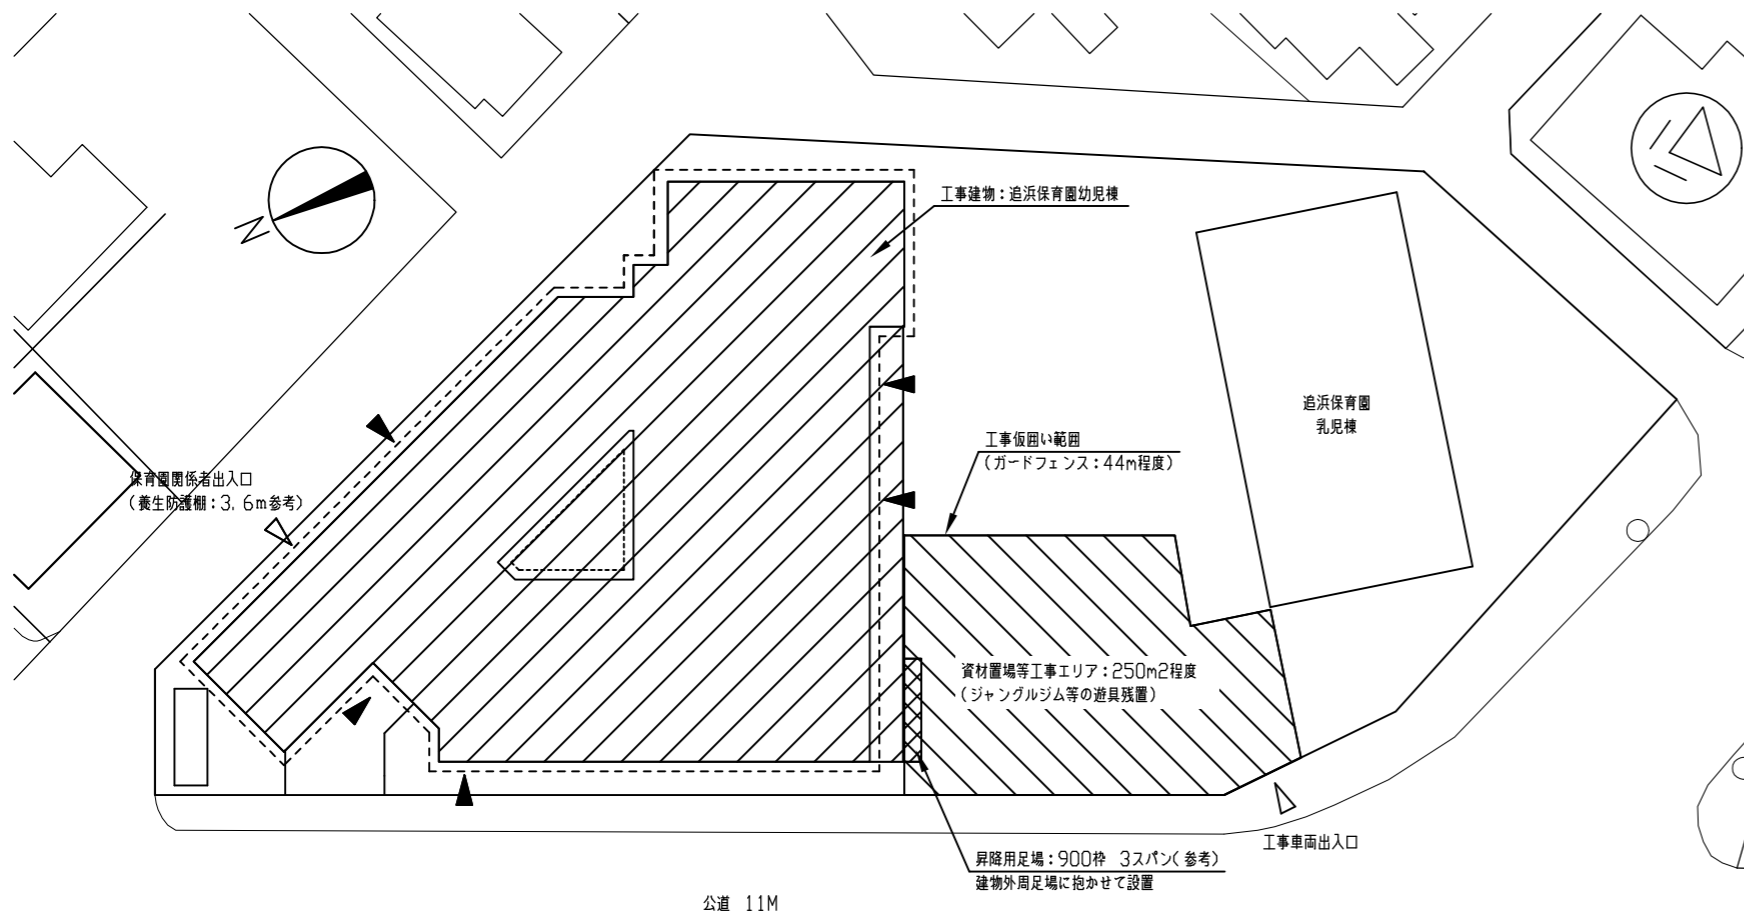 工事建物：追浜保育園幼児棟
N
追浜保育園
乳児棟
工事仮囲い範囲
（ガードフェンス：44m程度）
保育園関係者出入口
（養生防護棚：3.6m参考）
資材置場等工事エリア：250m2程度
（ジャングルジム等の遊具残置）
工事車両出入口
昇降用足場：900枠 3スパン(参考)
建物外周足場に抱かせて設置
公道 11M